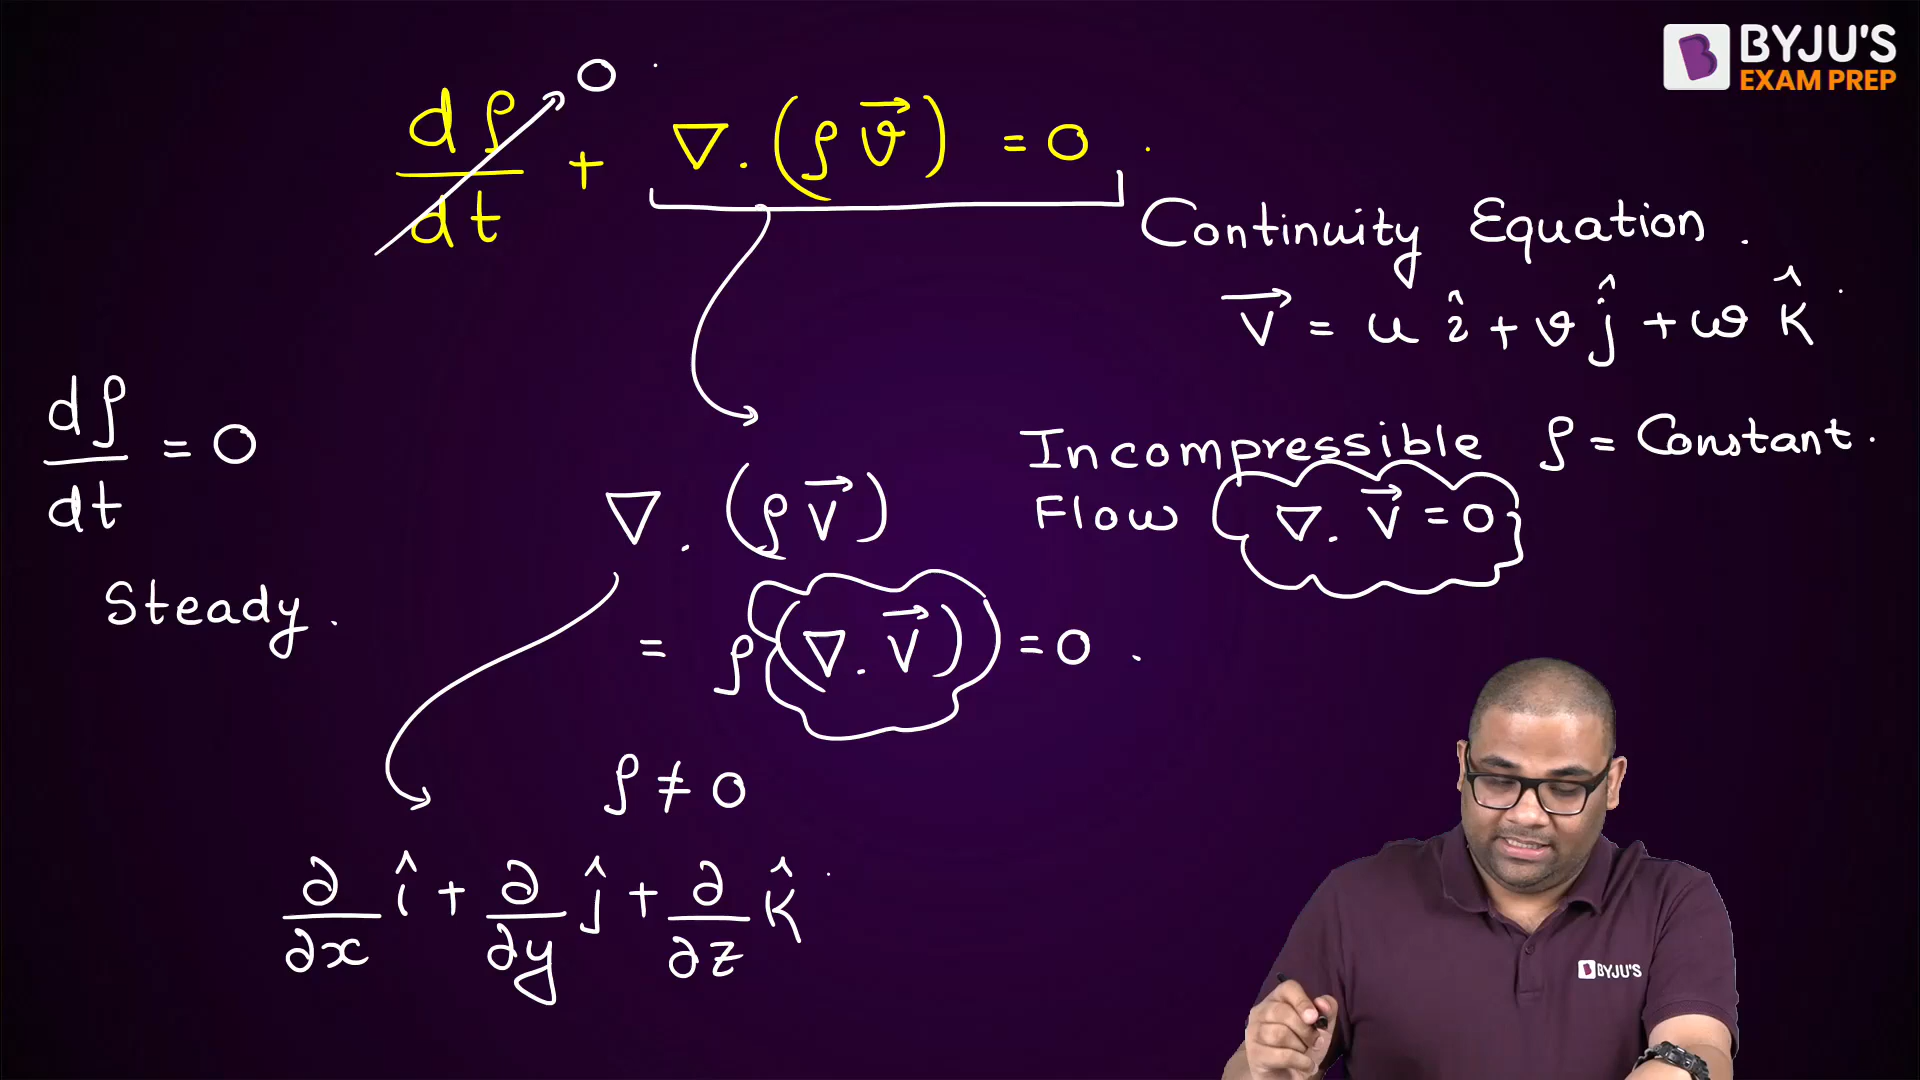 BYJU'S
EXAM PREP
dρ/dt → 0 + ∇.(ρv⃗) = 0
Continuity Equation.
V⃗ = u î + v ĵ + w k̂
dρ/dt = 0
Steady.
Incompressible ρ = Constant.
Flow ∇. V⃗ = 0
∇. (ρV⃗)
= ρ(∇. V⃗) = 0.
ρ ≠ 0
∂/∂x î + ∂/∂y ĵ + ∂/∂z k̂
BYJU'S